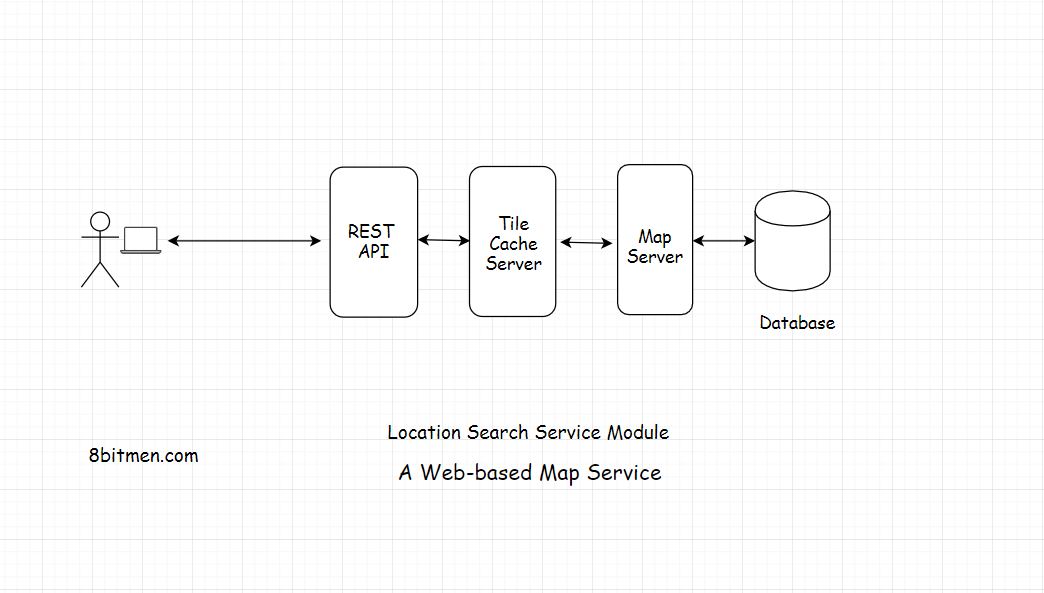 REST
API
Tile
Cache
Server
Map
Server
Database
Location Search Service Module
8bitmen.com
A Web-based Map Service